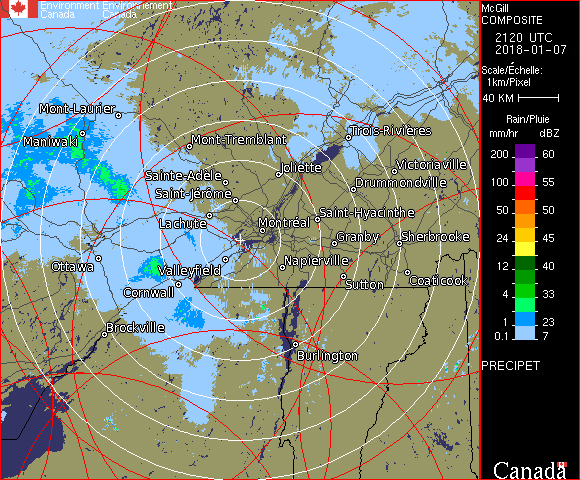 Environment Environnement
Canada Canada
McGill
COMPOSITE
2120 UTC
2018-01-07
Scale/Échelle:
1km/Pixel
40 KM
Rain/Pluie
mm/hr dBZ
200 60
100 55
50 50
24 45
12 40
4 33
1 23
0.1 7
PRECIPET
Canada
Mont-Laurier
Maniwaki
Mont-Tremblant
Trois-Rivières
Sainte-Adèle
Joliette
Victoriaville
Saint-Jérôme
Drummondville
Lachute
Montréal
Saint-Hyacinthe
Granby
Sherbrooke
Ottawa
Valleyfield
Napierville
Cornwall
Sutton
Coaticook
Brockville
Burlington